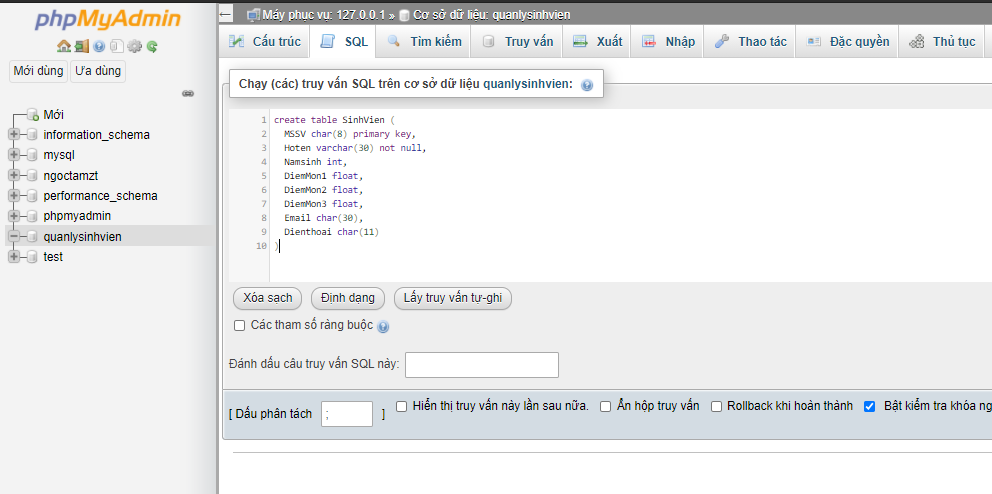 phpMyAdmin
Mới dùng Ưa dùng
Mới
information_schema
mysql
ngoctamzt
performance_schema
phpmyadmin
quanlysinhvien
test
Máy phục vụ: 127.0.0.1 » Cơ sở dữ liệu: quanlysinhvien
Cấu trúc SQL Tìm kiếm Truy vấn Xuất Nhập Thao tác Đặc quyền Thủ tục
Chạy (các) truy vấn SQL trên cơ sở dữ liệu quanlysinhvien:
1 create table SinhVien (
2 MSSV char(8) primary key,
3 Hoten varchar(30) not null,
4 Namsinh int,
5 DiemMon1 float,
6 DiemMon2 float,
7 DiemMon3 float,
8 Email char(30),
9 Dienthoai char(11)
10 )
Xóa sạch Định dạng Lấy truy vấn tự-ghi
Các tham số ràng buộc
Đánh dấu câu truy vấn SQL này:
[ Dấu phân tách ; ] Hiển thị truy vấn này lần sau nữa. Ẩn hộp truy vấn Rollback khi hoàn thành Bật kiểm tra khóa ng